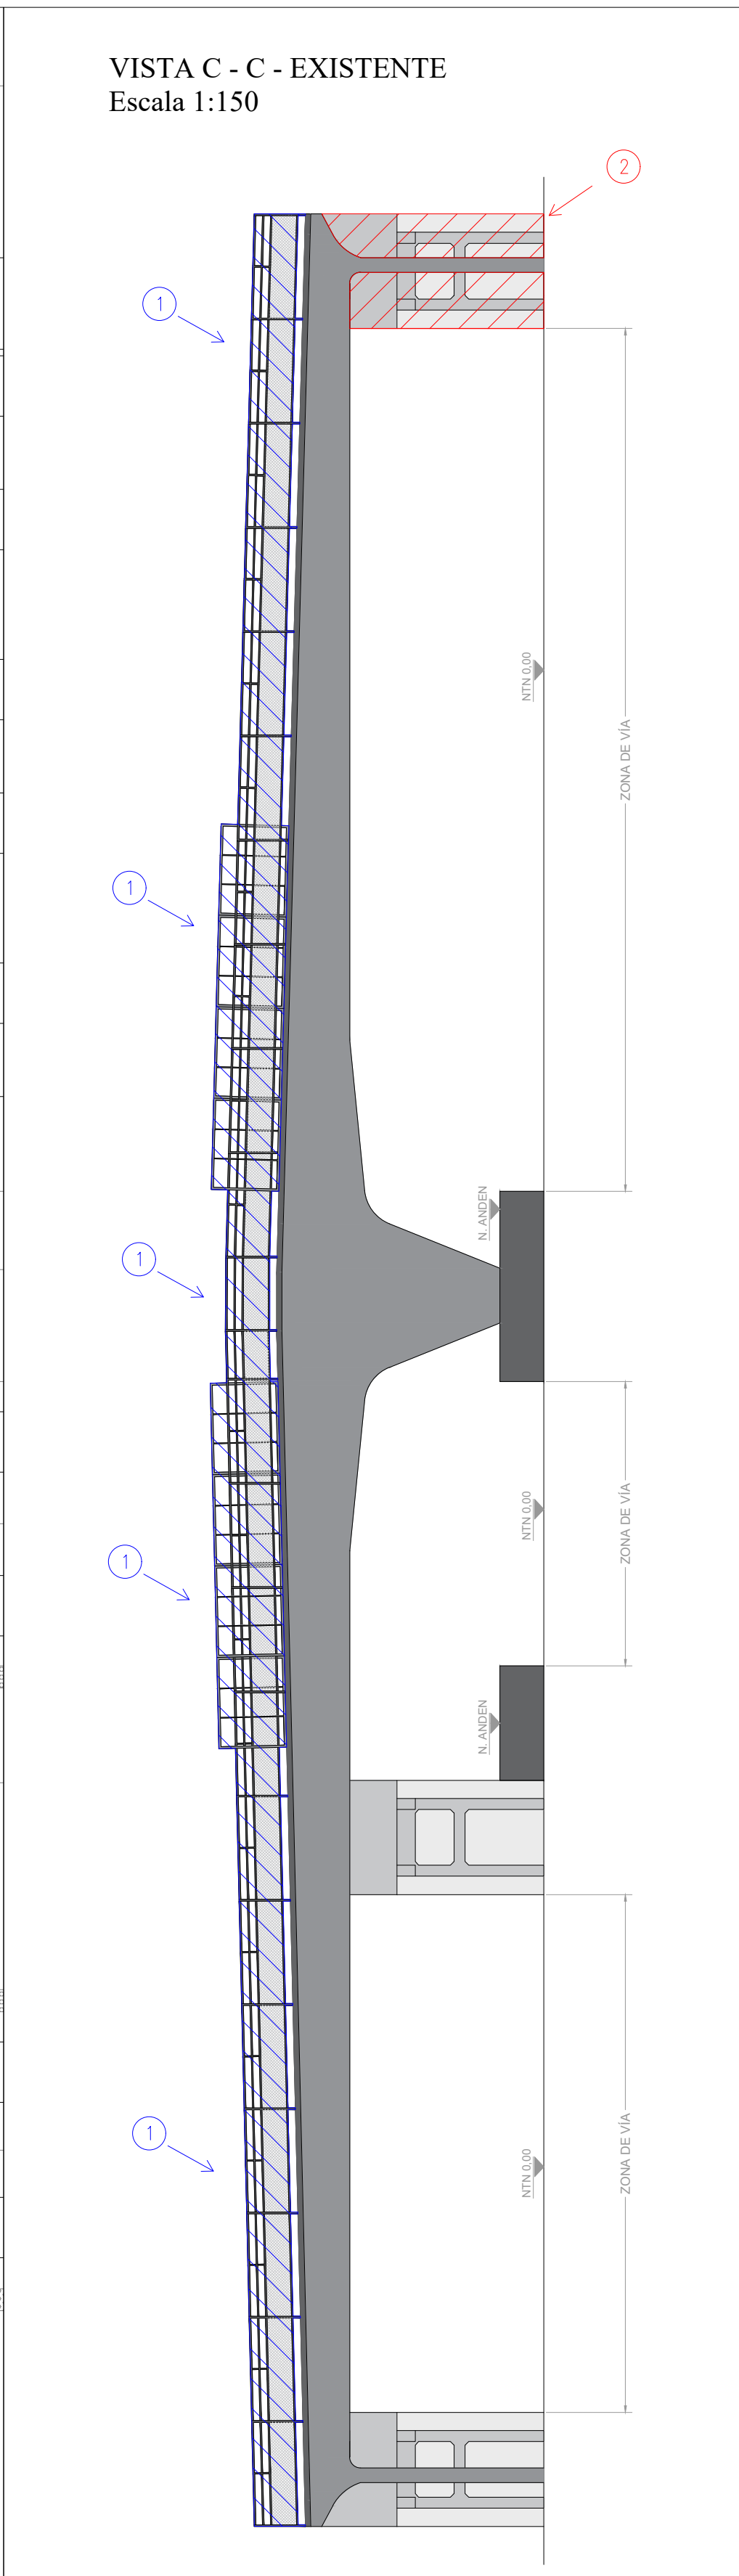 VISTA C - C - EXISTENTE
Escala 1:150
2
1
NTN 0,00
ZONA DE VÍA
1
N. ANDEN
1
NTN 0,00
ZONA DE VÍA
1
N. ANDEN
1
NTN 0,00
ZONA DE VÍA